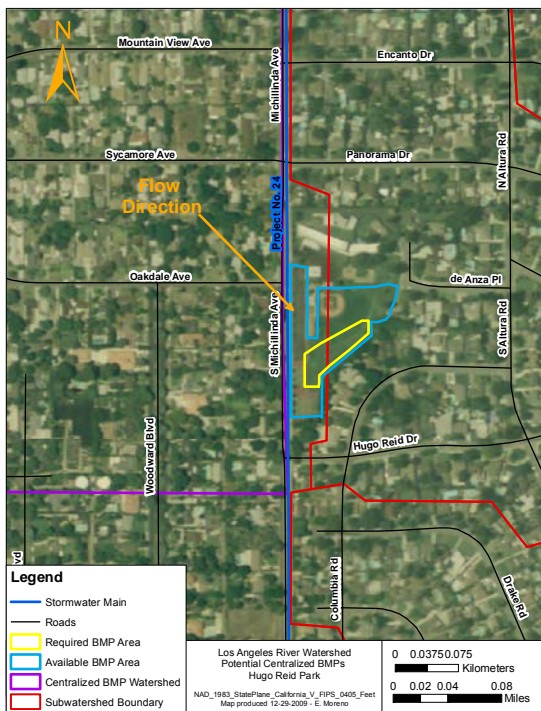 Mountain View Ave
Encanto Dr
N
Michillinda Ave
N Altura Rd
Sycamore Ave
Panorama Dr
Flow
Direction
Project No. 24
Oakdale Ave
de Anza Pl
S Michillinda Ave
S Altura Rd
Woodward Blvd
Hugo Reid Dr
vd
Columbia Rd
Drake Rd
Legend
Stormwater Main
Roads
Required BMP Area
Available BMP Area
Centralized BMP Watershed
Subwatershed Boundary
Los Angeles River Watershed
Potential Centralized BMPs
Hugo Reid Park
NAD_1983_StatePlane_California_V_FIPS_0405_Feet
Map produced 12-29-2009 - E. Moreno
0 0.0375 0.075
Kilometers
0 0.02 0.04 0.08
Miles